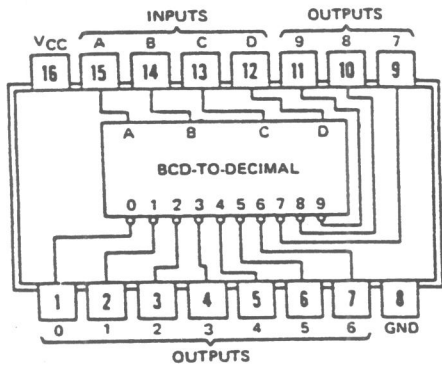 INPUTS OUTPUTS
VCC A B C D 9 8 7
16 15 14 13 12 11 10 9
A B C D
BCD-TO-DECIMAL
0 1 2 3 4 5 6 7 8 9
1 2 3 4 5 6 7 8
0 1 2 3 4 5 6 GND
OUTPUTS